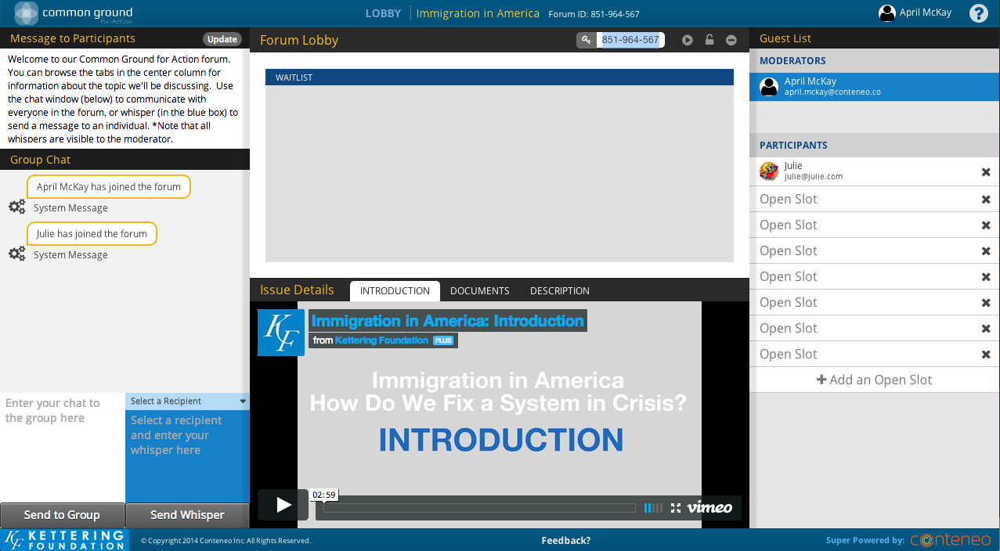 common ground
for Action
LOBBY
Immigration in America
Forum ID: 851-964-567
April McKay
?
Message to Participants
Update
Welcome to our Common Ground for Action forum.
You can browse the tabs in the center column for
information about the topic we'll be discussing.  Use
the chat window (below) to communicate with
everyone in the forum, or whisper (in the blue box) to
send a message to an individual. *Note that all
whispers are visible to the moderator.
Group Chat
April McKay has joined the forum
System Message
Julie has joined the forum
System Message
Enter your chat to
the group here
Select a Recipient
Select a recipient
and enter your
whisper here
Send to Group
Send Whisper
Forum Lobby
851-964-567
WAITLIST
Issue Details
INTRODUCTION
DOCUMENTS
DESCRIPTION
KF
Immigration in America: Introduction
from Kettering Foundation PLUS
Immigration in America
How Do We Fix a System in Crisis?
INTRODUCTION
02:59
vimeo
Guest List
MODERATORS
April McKay
april.mckay@conteneo.co
PARTICIPANTS
Julie
julie@julie.com
Open Slot
Open Slot
Open Slot
Open Slot
Open Slot
Open Slot
Open Slot
Add an Open Slot
KF KETTERING
FOUNDATION
© Copyright 2014 Conteneo Inc. All Rights Reserved.
Feedback?
Super Powered by: conteneo